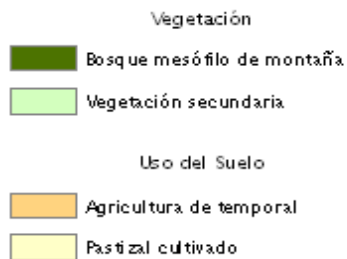 Vegetación
Bosque mesófilo de montaña
Vegetación secundaria
Uso del Suelo
Agricultura de temporal
Pastizal cultivado